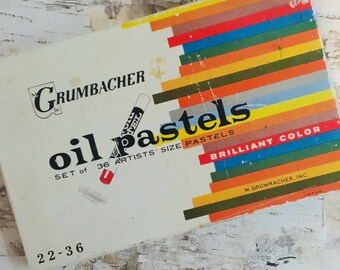 GRUMBACHER
oil pastels
SET of 36 ARTISTS' SIZE PASTELS
BRILLIANT COLOR
M. GRUMBACHER, INC.
22-36